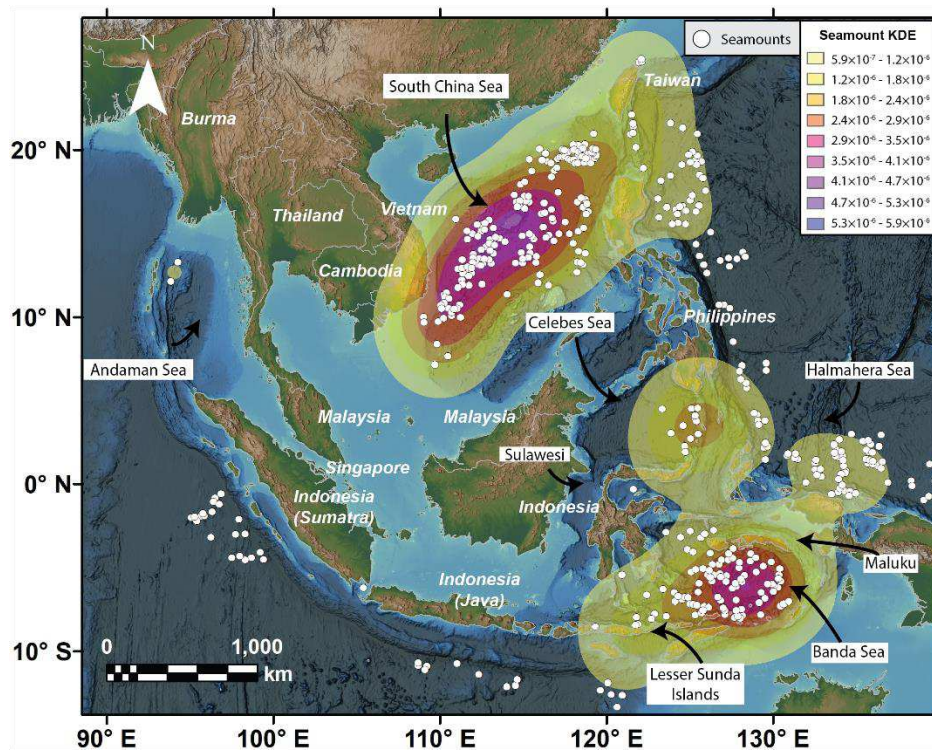 N
Seamounts
Seamount KDE
5.9×10⁻⁷ - 1.2×10⁻⁶
1.2×10⁻⁶ - 1.8×10⁻⁶
1.8×10⁻⁶ - 2.4×10⁻⁶
2.4×10⁻⁶ - 2.9×10⁻⁶
2.9×10⁻⁶ - 3.5×10⁻⁶
3.5×10⁻⁶ - 4.1×10⁻⁶
4.1×10⁻⁶ - 4.7×10⁻⁶
4.7×10⁻⁶ - 5.3×10⁻⁶
5.3×10⁻⁶ - 5.9×10⁻⁶
South China Sea
Taiwan
Burma
20° N
Thailand
Vietnam
Cambodia
10° N
Celebes Sea
Philippines
Andaman Sea
Halmahera Sea
Malaysia
Malaysia
Singapore
Sulawesi
0° N
Indonesia
(Sumatra)
Indonesia
Maluku
Indonesia
(Java)
0
1,000
km
10° S
Lesser Sunda
Islands
Banda Sea
90° E
100° E
110° E
120° E
130° E